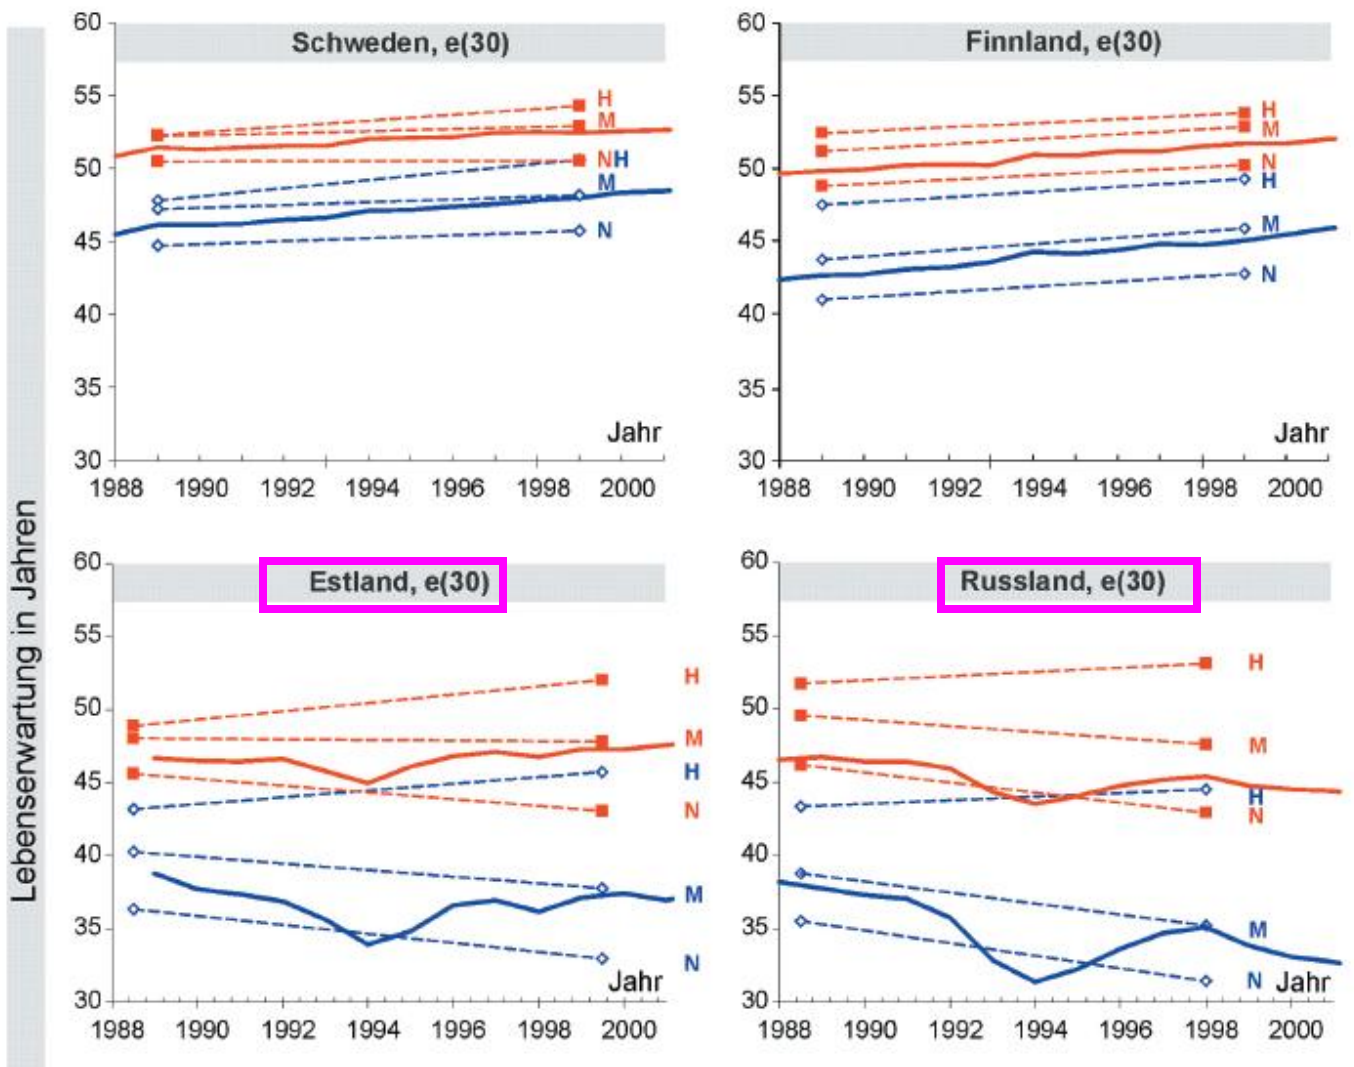 Lebenserwartung in Jahren
Schweden, e(30)
60
55
50
45
40
35
30
H
M
N H
M
N
Jahr
1988 1990 1992 1994 1996 1998 2000
Finnland, e(30)
60
55
50
45
40
35
30
H
M
N
H
M
N
Jahr
1988 1990 1992 1994 1996 1998 2000
Estland, e(30)
60
55
50
45
40
35
30
H
M
H
N
M
N
Jahr
1988 1990 1992 1994 1996 1998 2000
Russland, e(30)
60
55
50
45
40
35
30
H
M
H
N
M
N Jahr
1988 1990 1992 1994 1996 1998 2000